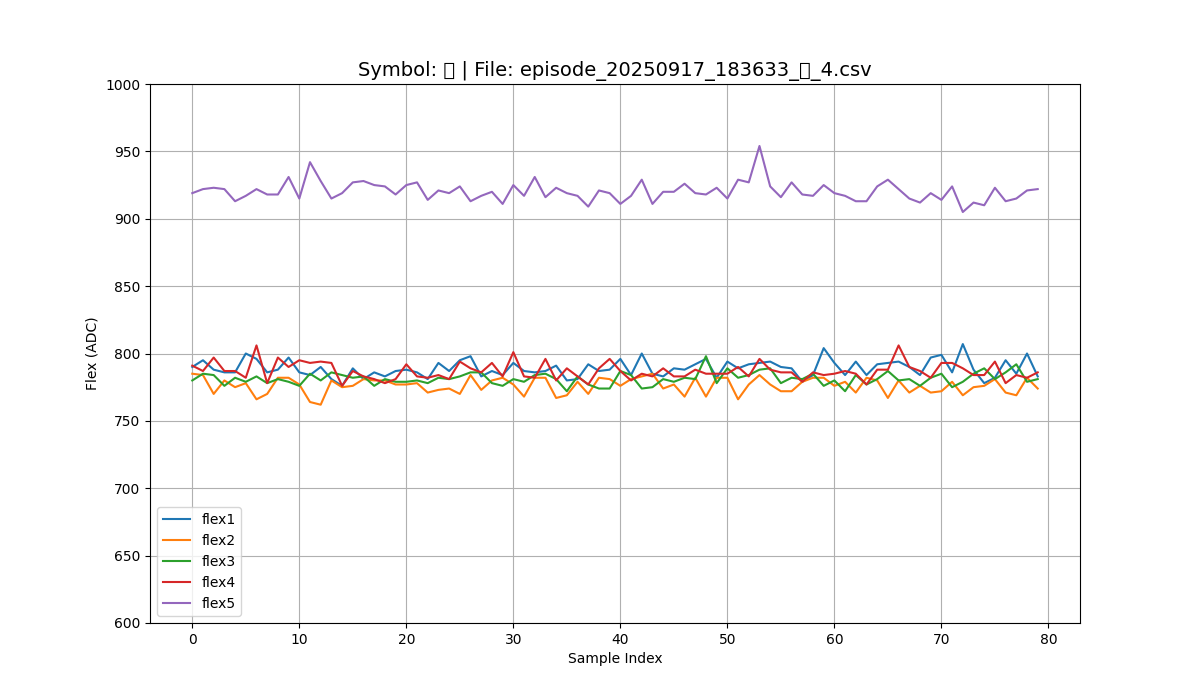 Symbol: | File: episode_20250917_183633_ _4.csv
Flex (ADC)
1000
950
900
850
800
750
700
650
600
flex1
flex2
flex3
flex4
flex5
0 10 20 30 40 50 60 70 80
Sample Index